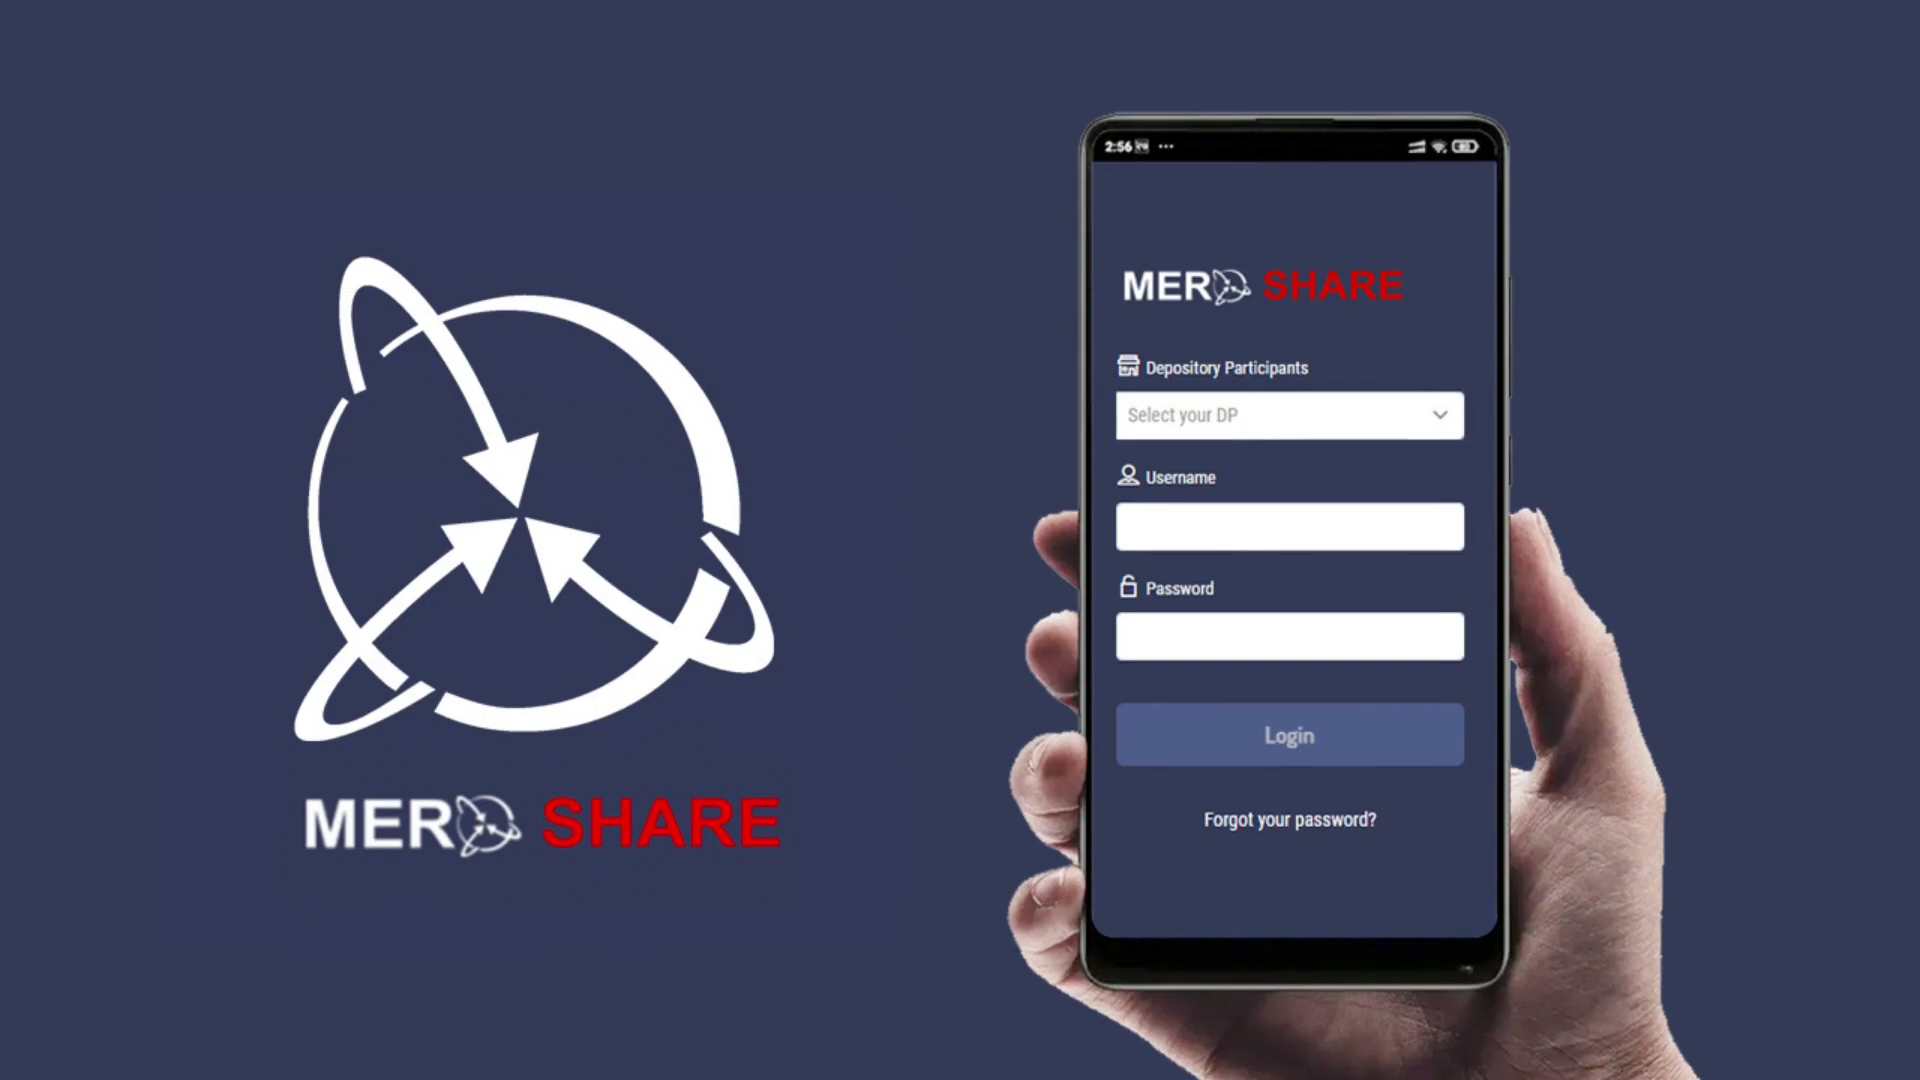 MERO SHARE
2:56
MERO SHARE
Depository Participants
Select your DP
Username
Password
Login
Forgot your password?